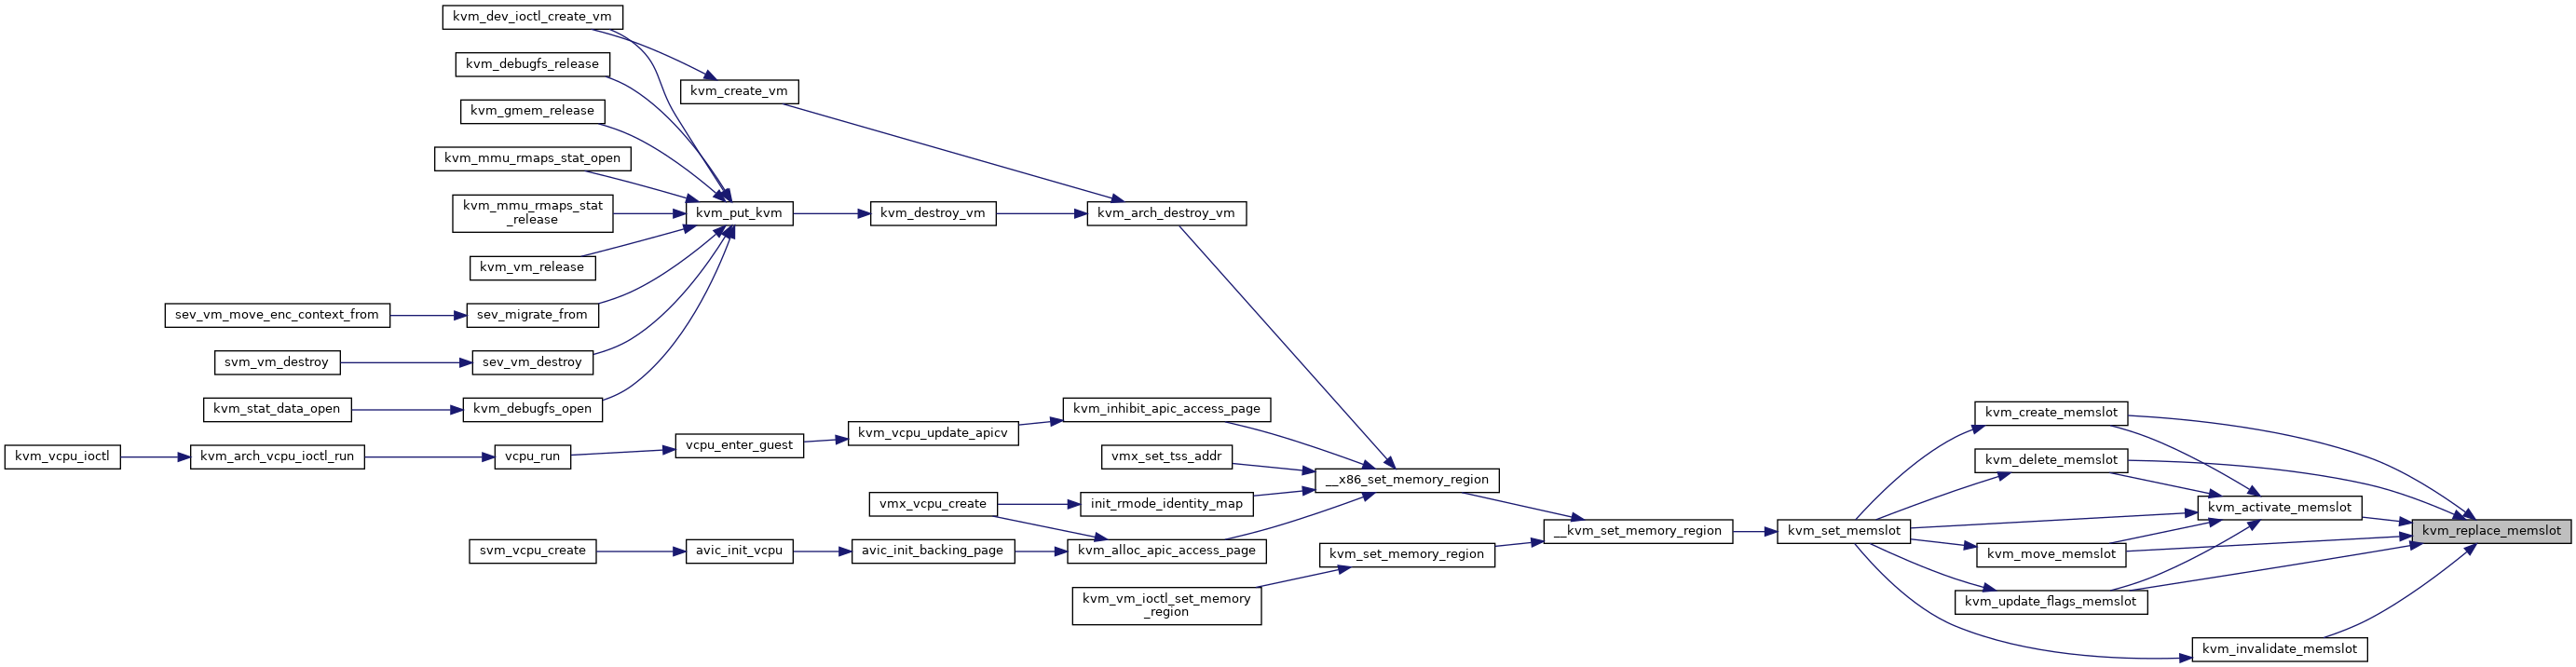 kvm_dev_ioctl_create_vm
kvm_debugfs_release
kvm_create_vm
kvm_gmem_release
kvm_mmu_rmaps_stat_open
kvm_mmu_rmaps_stat
_release
kvm_put_kvm
kvm_destroy_vm
kvm_arch_destroy_vm
kvm_vm_release
sev_vm_move_enc_context_from
sev_migrate_from
svm_vm_destroy
sev_vm_destroy
kvm_stat_data_open
kvm_debugfs_open
kvm_inhibit_apic_access_page
kvm_create_memslot
kvm_vcpu_update_apicv
vcpu_enter_guest
kvm_vcpu_ioctl
kvm_arch_vcpu_ioctl_run
vcpu_run
vmx_set_tss_addr
kvm_delete_memslot
__x86_set_memory_region
vmx_vcpu_create
init_rmode_identity_map
kvm_activate_memslot
__kvm_set_memory_region
kvm_set_memslot
kvm_replace_memslot
svm_vcpu_create
avic_init_vcpu
avic_init_backing_page
kvm_alloc_apic_access_page
kvm_set_memory_region
kvm_move_memslot
kvm_vm_ioctl_set_memory
_region
kvm_update_flags_memslot
kvm_invalidate_memslot